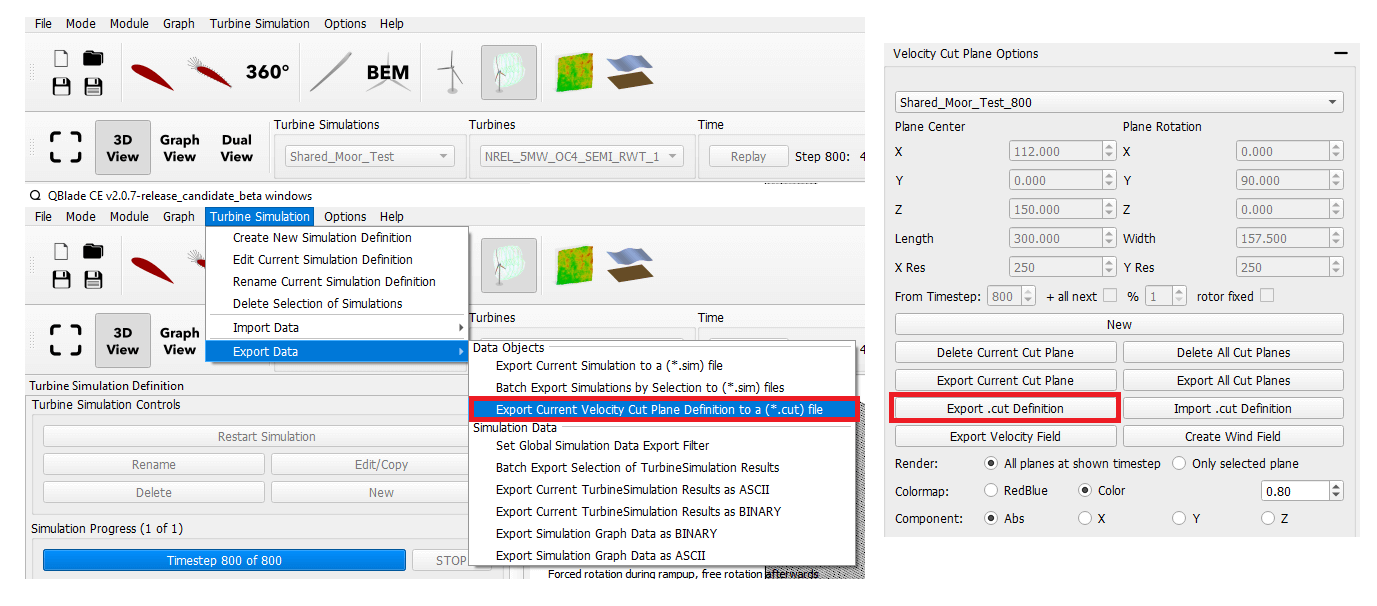 File Mode Module Graph Turbine Simulation Options Help
360° BEM
3D View Graph View Dual View
Turbine Simulations Turbines Time
Shared_Moor_Test NREL_5MW_OC4_SEMI_RWT_1 Replay Step 800: 4
QBlade CE v2.0.7-release_candidate_beta windows
File Mode Module Graph Turbine Simulation Options Help
Create New Simulation Definition
Edit Current Simulation Definition
Rename Current Simulation Definition
Delete Selection of Simulations
Import Data
Export Data
3D View Graph View
Turbines Time
4
Data Objects
Export Current Simulation to a (*.sim) file
Batch Export Simulations by Selection to (*.sim) files
Export Current Velocity Cut Plane Definition to a (*.cut) file
Simulation Data
Set Global Simulation Data Export Filter
Batch Export Selection of TurbineSimulation Results
Export Current TurbineSimulation Results as ASCII
Export Current TurbineSimulation Results as BINARY
Export Simulation Graph Data as BINARY
Export Simulation Graph Data as ASCII
Turbine Simulation Definition
Turbine Simulation Controls
Restart Simulation
Rename Edit/Copy
Delete New
Simulation Progress (1 of 1)
Timestep 800 of 800 STOP
Forced rotation during rampup, free rotation afterwards
Velocity Cut Plane Options
Shared_Moor_Test_800
Plane Center Plane Rotation
X 112.000 X 0.000
Y 0.000 Y 90.000
Z 150.000 Z 0.000
Length 300.000 Width 157.500
X Res 250 Y Res 250
From Timestep: 800 + all next % 1 rotor fixed
New
Delete Current Cut Plane Delete All Cut Planes
Export Current Cut Plane Export All Cut Planes
Export .cut Definition Import .cut Definition
Export Velocity Field Create Wind Field
Render: All planes at shown timestep Only selected plane
Colormap: RedBlue Color 0.80
Component: Abs X Y Z